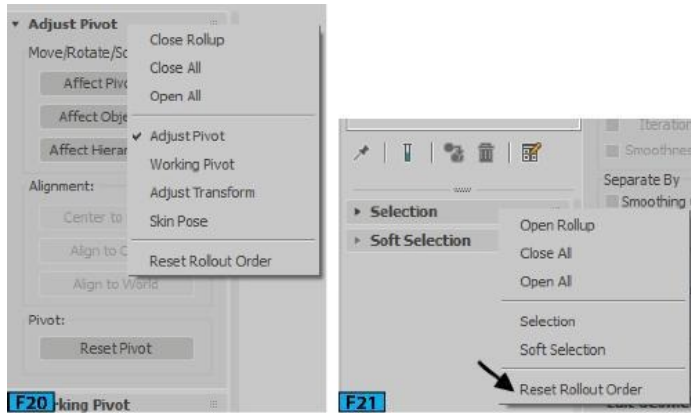 Adjust Pivot
Move/Rotate/Sc
Affect Pivo
Affect Obje
Affect Hierar
Alignment:
Center to
Align to
Align to World
Pivot:
Reset Pivot
F20
rking Pivot
Close Rollup
Close All
Open All
Adjust Pivot
Working Pivot
Adjust Transform
Skin Pose
Reset Rollout Order
Iteration
Smoothnes
Separate By
Smoothing
Selection
Soft Selection
Open Rollup
Close All
Open All
Selection
Soft Selection
Reset Rollout Order
F21